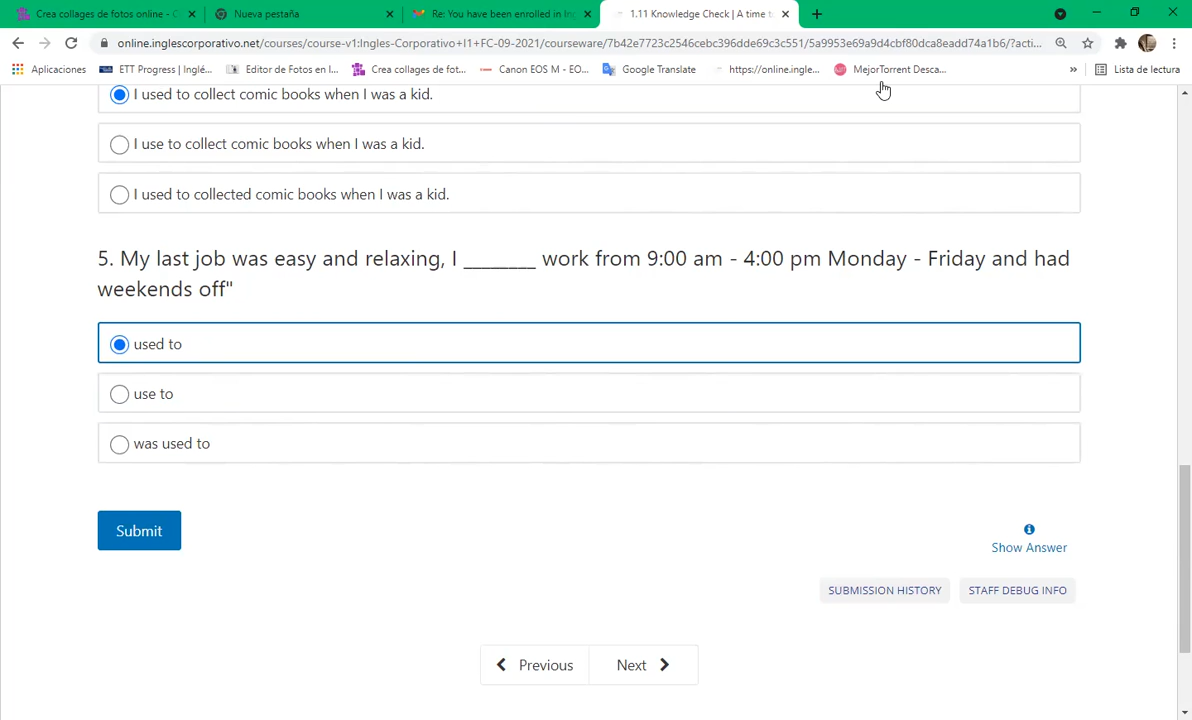 Crea collages de fotos online - C
Nueva pestaña
Re: You have been enrolled in Ing
1.11 Knowledge Check | A time t
online.inglescorporativo.net/courses/course-v1:Ingles-Corporativo+I1+FC-09-2021/courseware/7b42e7723c2546cebc396dde69c3c551/5a9953e69a9d4cbf80dca8eadd74a1b6/?acti...
Aplicaciones
ETT Progress | Inglé...
Editor de Fotos en l...
Crea collages de fot...
Canon EOS M - EO...
Google Translate
https://online.ingle...
MejorTorrent Desca...
»
Lista de lectura
I used to collect comic books when I was a kid.
I use to collect comic books when I was a kid.
I used to collected comic books when I was a kid.
5. My last job was easy and relaxing, I ________ work from 9:00 am - 4:00 pm Monday - Friday and had
weekends off"
used to
use to
was used to
Submit
Show Answer
SUBMISSION HISTORY
STAFF DEBUG INFO
Previous
Next